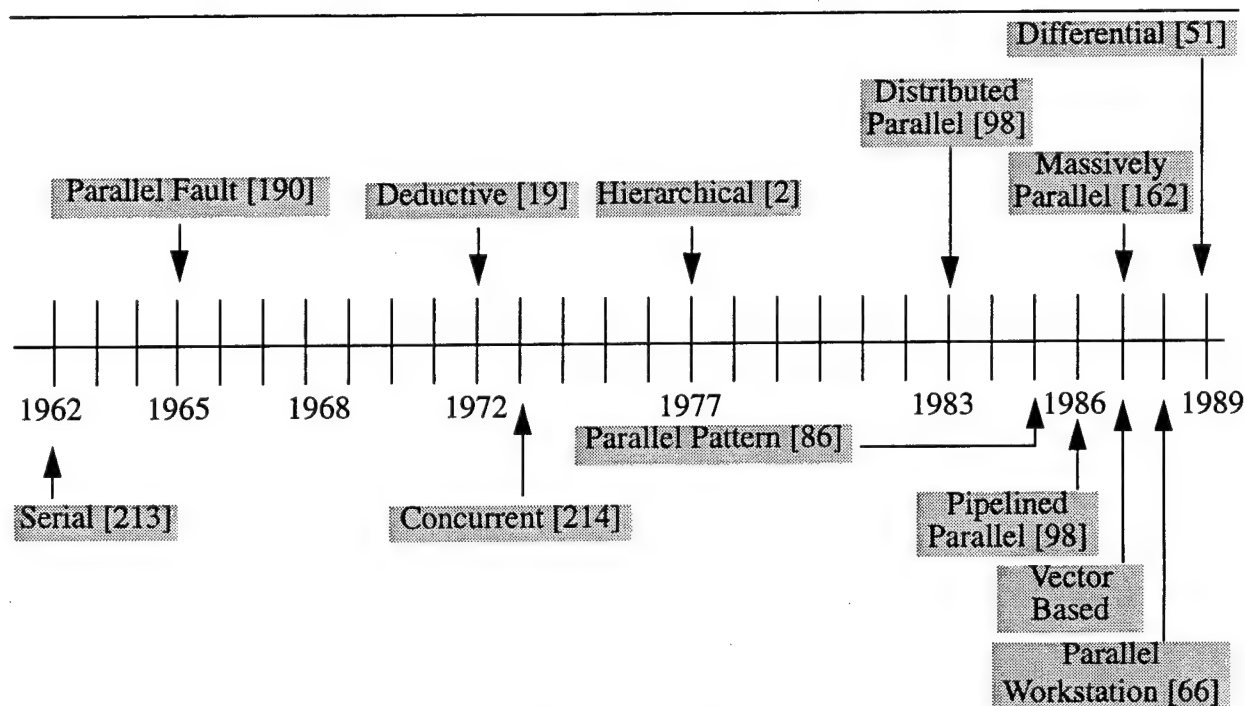 Differential [51]
Distributed
Parallel [98]
Massively
Parallel [162]
Parallel Fault [190]
Deductive [19]
Hierarchical [2]
1962
1965
1968
1972
1977
1983
1986
1989
Parallel Pattern [86]
Serial [213]
Concurrent [214]
Pipelined
Parallel [98]
Vector
Based
Parallel
Workstation [66]